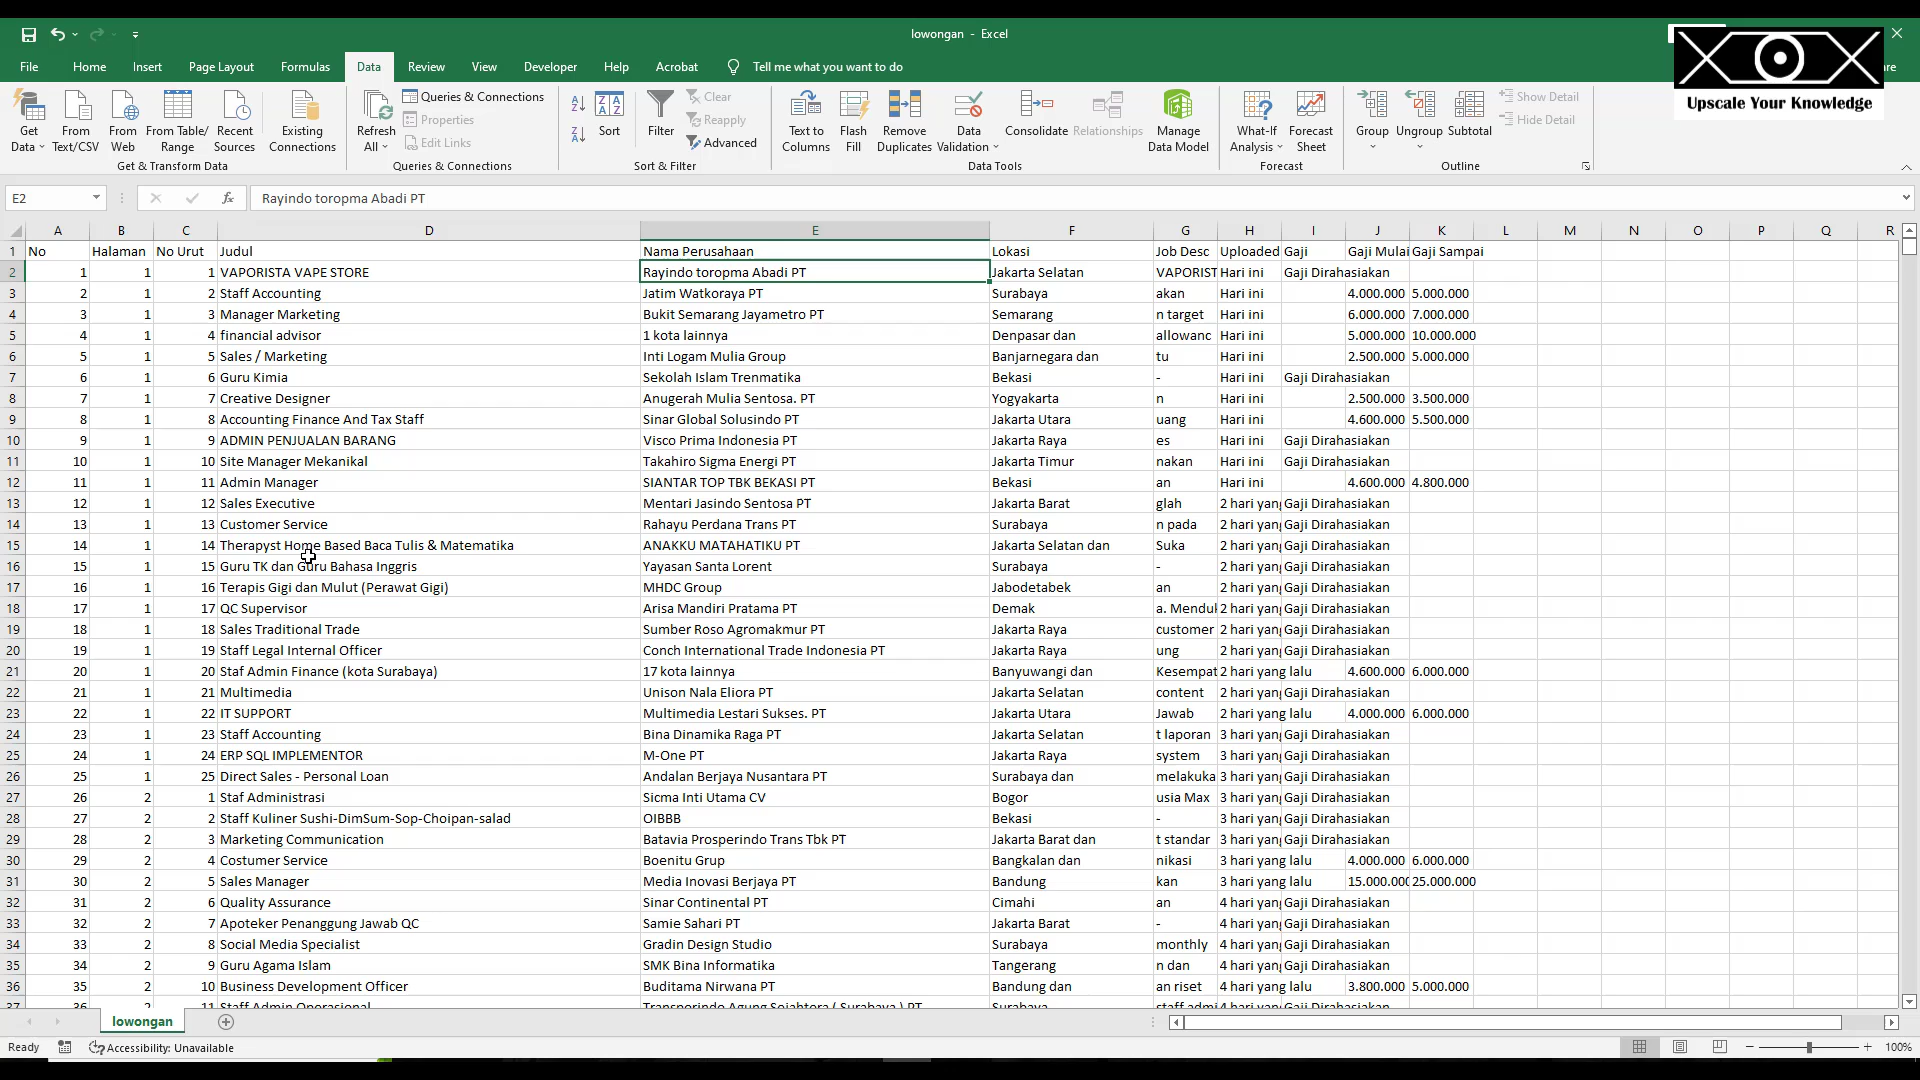 lowongan - Excel
Upscale Your Knowledge
File Home Insert Page Layout Formulas Data Review View Developer Help Acrobat Tell me what you want to do
Get Data From Text/CSV From Web From Table/Range Recent Sources Existing Connections
Get & Transform Data
Refresh All Queries & Connections Properties Edit Links
Queries & Connections
Sort Filter Clear Reapply Advanced
Sort & Filter
Text to Columns Flash Fill Remove Duplicates Data Validation Consolidate Relationships Manage Data Model
Data Tools
What-If Analysis Forecast Sheet
Forecast
Group Ungroup Subtotal Show Detail Hide Detail
Outline
E2 fx Rayindo toropma Abadi PT
A B C D E F G H I J K L M N O P Q R
1 No Halaman No Urut Judul Nama Perusahaan Lokasi Job Desc Uploaded Gaji Gaji Mulai Gaji Sampai
2 1 1 1 VAPORISTA VAPE STORE Rayindo toropma Abadi PT Jakarta Selatan VAPORIST Hari ini Gaji Dirahasiakan
3 2 1 2 Staff Accounting Jatim Watkoraya PT Surabaya akan Hari ini 4.000.000 5.000.000
4 3 1 3 Manager Marketing Bukit Semarang Jayametro PT Semarang n target Hari ini 6.000.000 7.000.000
5 4 1 4 financial advisor 1 kota lainnya Denpasar dan allowanc Hari ini 5.000.000 10.000.000
6 5 1 5 Sales / Marketing Inti Logam Mulia Group Banjarnegara dan tu Hari ini 2.500.000 5.000.000
7 6 1 6 Guru Kimia Sekolah Islam Trenmatika Bekasi - Hari ini Gaji Dirahasiakan
8 7 1 7 Creative Designer Anugerah Mulia Sentosa. PT Yogyakarta n Hari ini 2.500.000 3.500.000
9 8 1 8 Accounting Finance And Tax Staff Sinar Global Solusindo PT Jakarta Utara uang Hari ini 4.600.000 5.500.000
10 9 1 9 ADMIN PENJUALAN BARANG Visco Prima Indonesia PT Jakarta Raya es Hari ini Gaji Dirahasiakan
11 10 1 10 Site Manager Mekanikal Takahiro Sigma Energi PT Jakarta Timur nakan Hari ini Gaji Dirahasiakan
12 11 1 11 Admin Manager SIANTAR TOP TBK BEKASI PT Bekasi an Hari ini 4.600.000 4.800.000
13 12 1 12 Sales Executive Mentari Jasindo Sentosa PT Jakarta Barat glah 2 hari yang Gaji Dirahasiakan
14 13 1 13 Customer Service Rahayu Perdana Trans PT Surabaya n pada 2 hari yang Gaji Dirahasiakan
15 14 1 14 Therapyst Home Based Baca Tulis & Matematika ANAKKU MATAHATIKU PT Jakarta Selatan dan Suka 2 hari yang Gaji Dirahasiakan
16 15 1 15 Guru TK dan Guru Bahasa Inggris Yayasan Santa Lorent Surabaya - 2 hari yang Gaji Dirahasiakan
17 16 1 16 Terapis Gigi dan Mulut (Perawat Gigi) MHDC Group Jabodetabek an 2 hari yang Gaji Dirahasiakan
18 17 1 17 QC Supervisor Arisa Mandiri Pratama PT Demak a. Menduk 2 hari yang Gaji Dirahasiakan
19 18 1 18 Sales Traditional Trade Sumber Roso Agromakmur PT Jakarta Raya customer 2 hari yang Gaji Dirahasiakan
20 19 1 19 Staff Legal Internal Officer Conch International Trade Indonesia PT Jakarta Raya ung 2 hari yang Gaji Dirahasiakan
21 20 1 20 Staf Admin Finance (kota Surabaya) 17 kota lainnya Banyuwangi dan Kesempat 2 hari yang lalu 4.600.000 6.000.000
22 21 1 21 Multimedia Unison Nala Eliora PT Jakarta Selatan content 2 hari yang Gaji Dirahasiakan
23 22 1 22 IT SUPPORT Multimedia Lestari Sukses. PT Jakarta Utara Jawab 2 hari yang lalu 4.000.000 6.000.000
24 23 1 23 Staff Accounting Bina Dinamika Raga PT Jakarta Selatan t laporan 3 hari yang Gaji Dirahasiakan
25 24 1 24 ERP SQL IMPLEMENTOR M-One PT Jakarta Raya system 3 hari yang Gaji Dirahasiakan
26 25 1 25 Direct Sales - Personal Loan Andalan Berjaya Nusantara PT Surabaya dan melakuka 3 hari yang Gaji Dirahasiakan
27 26 2 1 Staf Administrasi Sicma Inti Utama CV Bogor usia Max 3 hari yang Gaji Dirahasiakan
28 27 2 2 Staff Kuliner Sushi-DimSum-Sop-Choipan-salad OIBBB Bekasi - 3 hari yang Gaji Dirahasiakan
29 28 2 3 Marketing Communication Batavia Prosperindo Trans Tbk PT Jakarta Barat dan t standar 3 hari yang Gaji Dirahasiakan
30 29 2 4 Costumer Service Boenitu Grup Bangkalan dan nikasi 3 hari yang lalu 4.000.000 6.000.000
31 30 2 5 Sales Manager Media Inovasi Berjaya PT Bandung kan 3 hari yang lalu 15.000.000 25.000.000
32 31 2 6 Quality Assurance Sinar Continental PT Cimahi an 4 hari yang Gaji Dirahasiakan
33 32 2 7 Apoteker Penanggung Jawab QC Samie Sahari PT Jakarta Barat - 4 hari yang Gaji Dirahasiakan
34 33 2 8 Social Media Specialist Gradin Design Studio Surabaya monthly 4 hari yang Gaji Dirahasiakan
35 34 2 9 Guru Agama Islam SMK Bina Informatika Tangerang n dan 4 hari yang Gaji Dirahasiakan
36 35 2 10 Business Development Officer Buditama Nirwana PT Bandung dan an riset 4 hari yang lalu 3.800.000 5.000.000
37 36 2 11 Staff Admin Operasional Transporindo Agung Sejahtera ( Surabaya ) PT Surabaya
lowongan
Ready Accessibility: Unavailable 100%